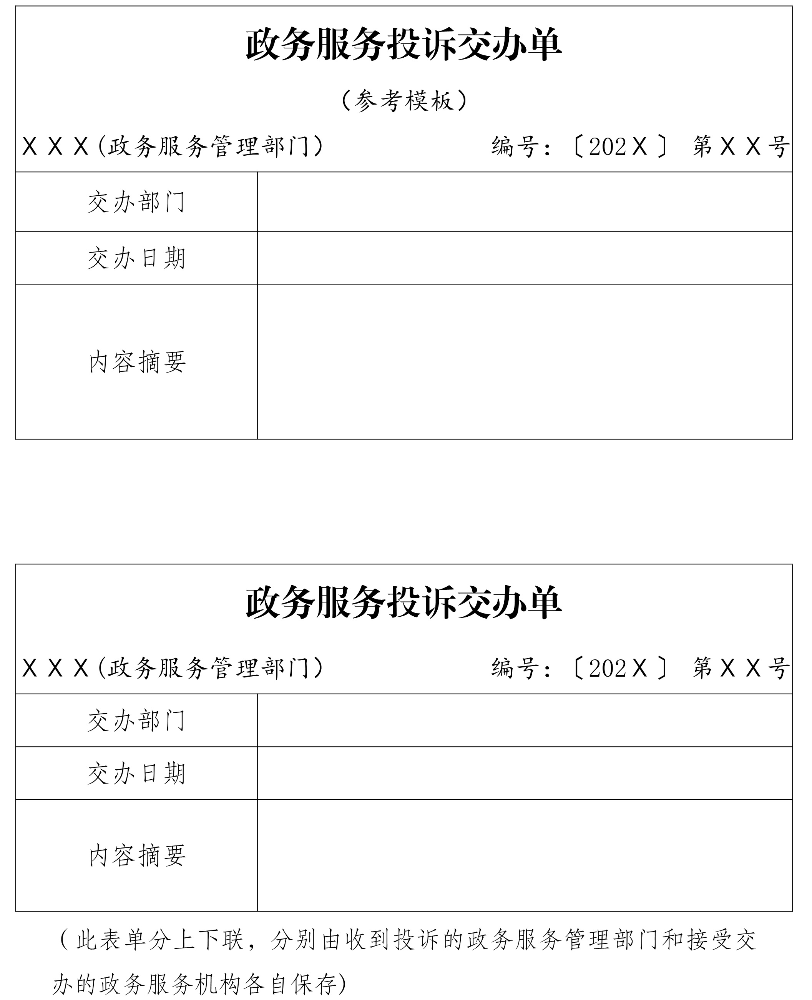 政务服务投诉交办单
（参考模板）
XXX(政务服务管理部门） 编号：〔202X〕 第XX号
交办部门
交办日期
内容摘要
政务服务投诉交办单
XXX(政务服务管理部门） 编号：〔202X〕 第XX号
交办部门
交办日期
内容摘要
（此表单分上下联，分别由收到投诉的政务服务管理部门和接受交
办的政务服务机构各自保存）